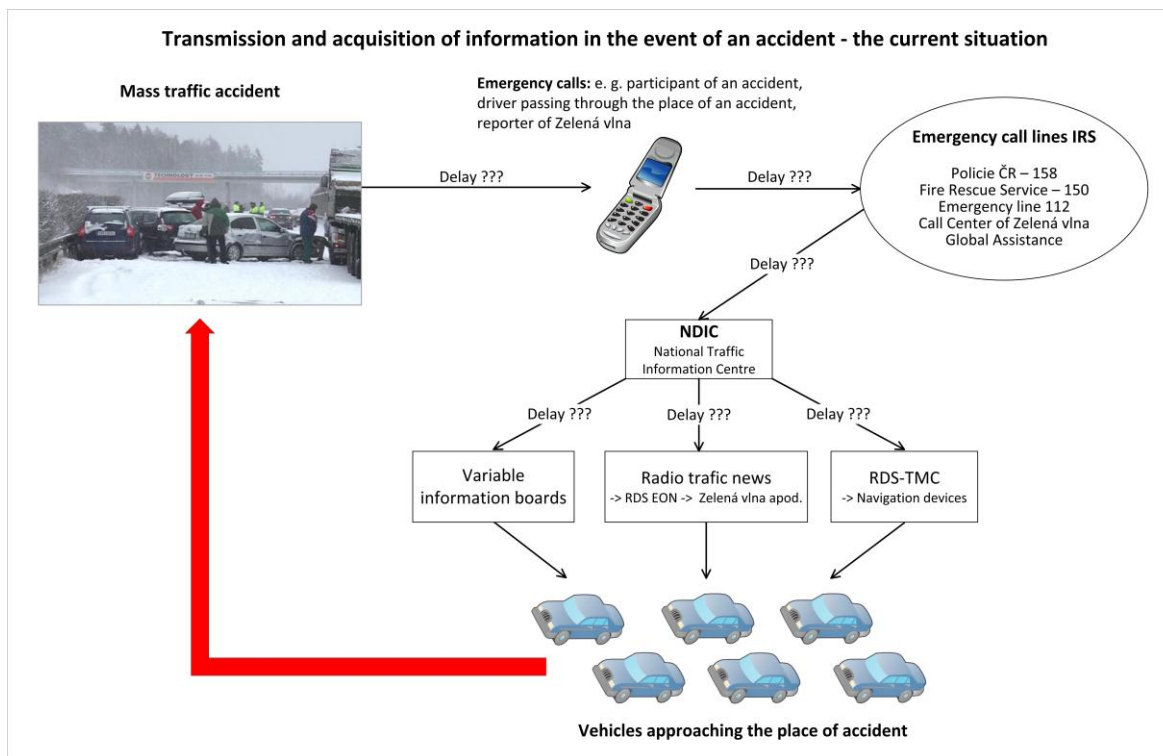 Transmission and acquisition of information in the event of an accident - the current situation
Mass traffic accident
Emergency calls: e. g. participant of an accident,
driver passing through the place of an accident,
reporter of Zelená vlna
TECHNOLOGY
Delay ???
Delay ???
Emergency call lines IRS
Policie ČR – 158
Fire Rescue Service – 150
Emergency line 112
Call Center of Zelená vlna
Global Assistance
Delay ???
NDIC
National Traffic
Information Centre
Delay ???
Delay ???
Delay ???
Variable
information boards
Radio trafic news
-> RDS EON -> Zelená vlna apod.
RDS-TMC
-> Navigation devices
Vehicles approaching the place of accident